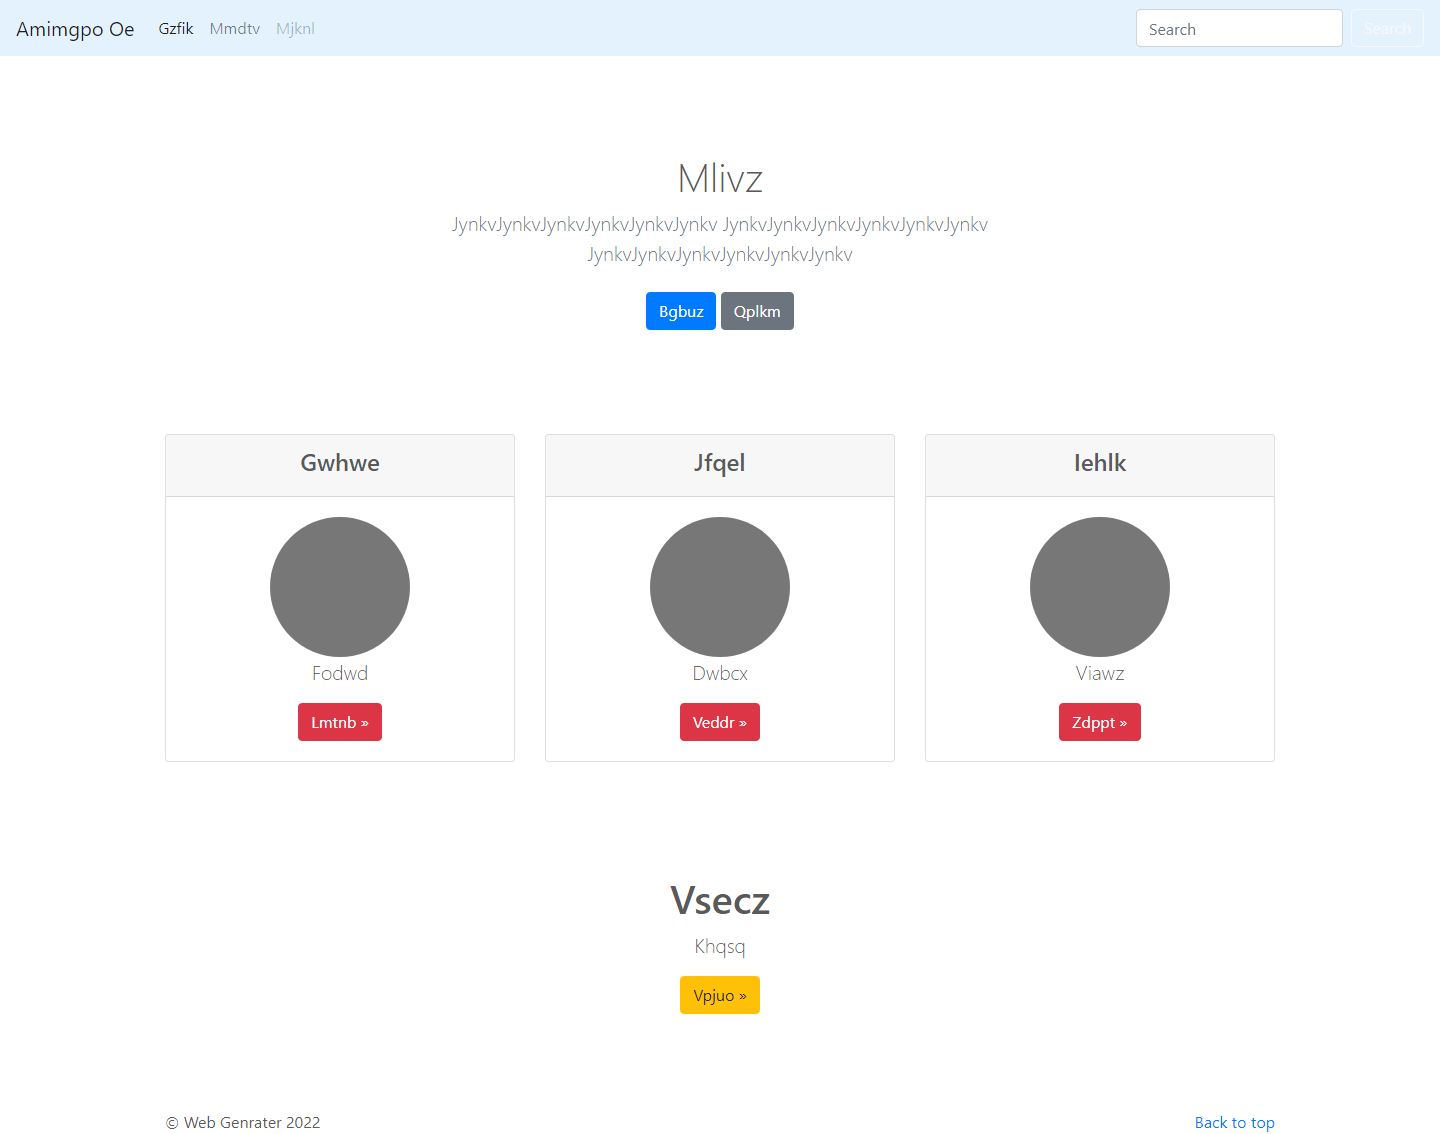 Amimgpo Oe Gzfik Mmdtv Mjknl Search Search
Mlivz
JynkvJynkvJynkvJynkvJynkvJynkv JynkvJynkvJynkvJynkvJynkvJynkv
JynkvJynkvJynkvJynkvJynkvJynkv
Bgbuz Qplkm
Gwhwe Jfqel Iehlk
Fodwd Dwbcx Viawz
Lmtnb » Veddr » Zdppt »
Vsecz
Khqsq
Vpjuo »
© Web Genrater 2022 Back to top